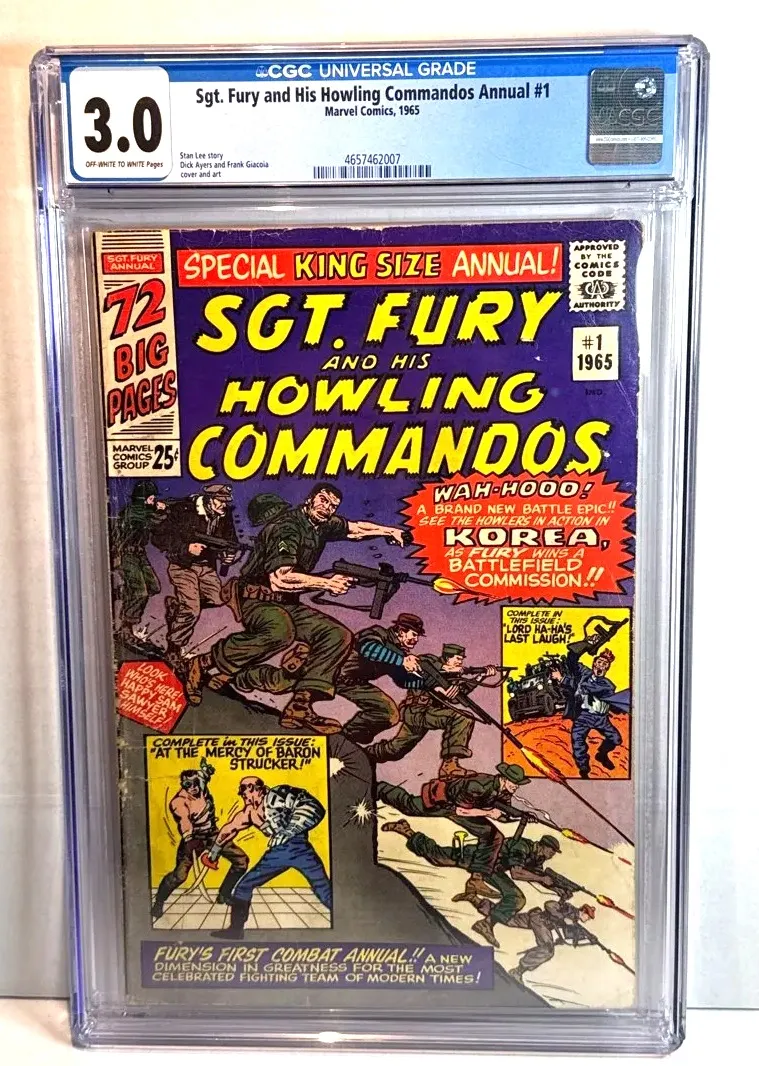 CGC UNIVERSAL GRADE
3.0
OFF-WHITE TO WHITE Pages
Sgt. Fury and His Howling Commandos Annual #1
Marvel Comics, 1965
Stan Lee story
Dick Ayers and Frank Giacoia
cover and art
4657462007
CGC
SGT. FURY
ANNUAL
72
BIG
PAGES
MARVEL
COMICS
GROUP
25¢
SPECIAL KING SIZE ANNUAL!
APPROVED
BY THE
COMICS
CODE
CA
AUTHORITY
SGT. FURY
AND HIS
HOWLING
COMMANDOS
#1
1965
IND.
WAH-HOOO!
A BRAND NEW BATTLE EPIC!!
SEE THE HOWLERS IN ACTION IN
KOREA,
AS FURY WINS A
BATTLEFIELD
COMMISSION!!
COMPLETE IN
THIS ISSUE:
"LORD HA-HA'S
LAST LAUGH!"
LOOK
WHO'S HERE!
HAPPY SAM
SAWYER
HIMSELF!
COMPLETE in THIS ISSUE:
"AT THE MERCY OF BARON
STRUCKER!"
FURY'S FIRST COMBAT ANNUAL!! A NEW
DIMENSION IN GREATNESS FOR THE MOST
CELEBRATED FIGHTING TEAM OF MODERN TIMES!